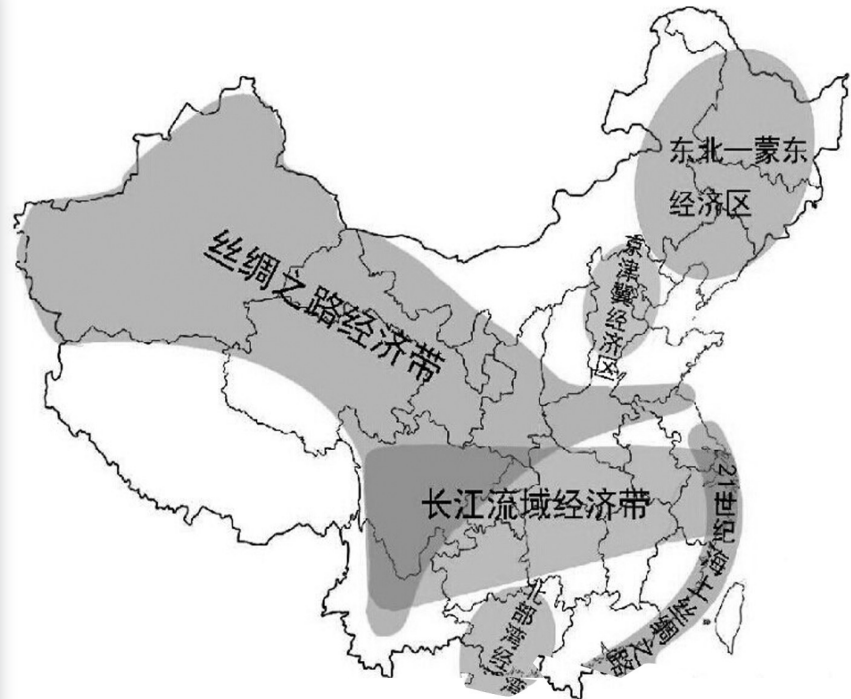 东北一蒙东
经济区
京津翼经济区
丝绸之路经济带
长江流域经济带
21世纪海上丝绸之路
北部湾经